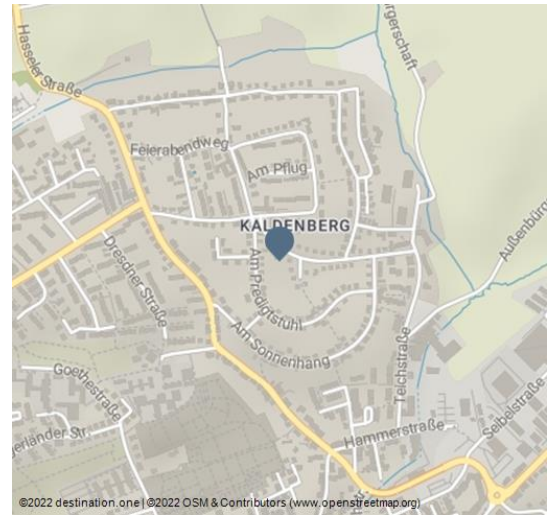 Hasseler Straße
Feierabendweg
Am Pflug
KALDENBERG
Außenbürg
Dresdner-Straße
Am Predigtstuhl
Am Sonnenhang
Teichstraße
Goethestraße
Seibelstraße
Hammerstraße
©2022 destination.one | ©2022 OSM & Contributors (www.openstreetmap.org)